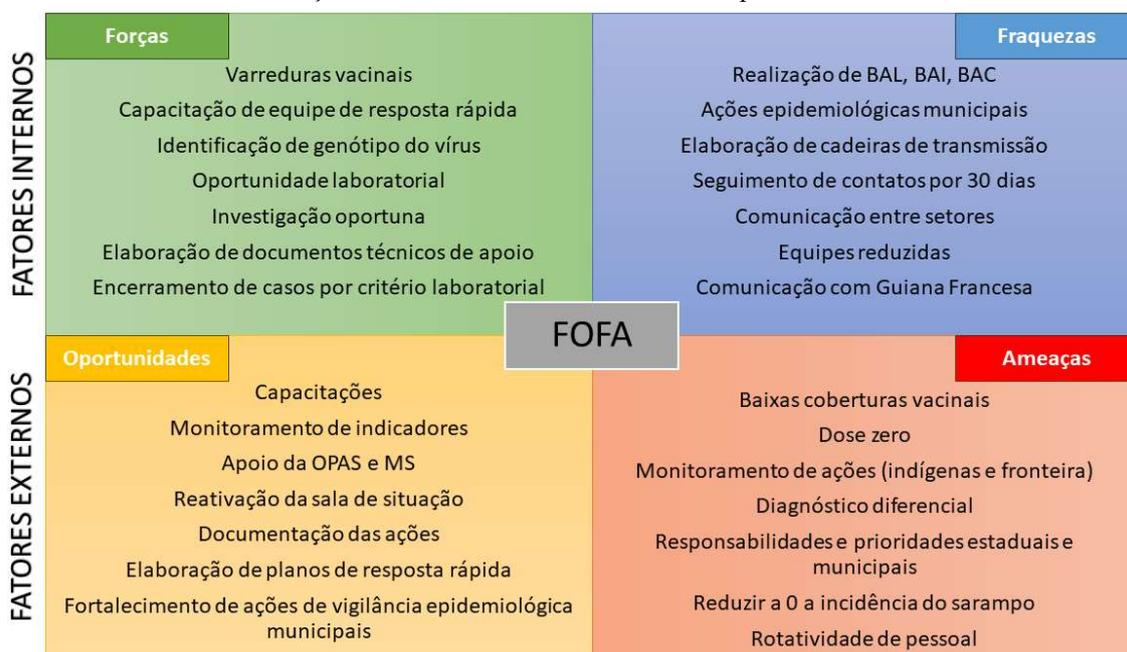 FATORES INTERNOS
Forças
Varreduras vacinais
Capacitação de equipe de resposta rápida
Identificação de genótipo do vírus
Oportunidade laboratorial
Investigação oportuna
Elaboração de documentos técnicos de apoio
Encerramento de casos por critério laboratorial
Fraquezas
Realização de BAL, BAI, BAC
Ações epidemiológicas municipais
Elaboração de cadeiras de transmissão
Seguimento de contatos por 30 dias
Comunicação entre setores
Equipes reduzidas
Comunicação com Guiana Francesa
FOFA
FATORES EXTERNOS
Oportunidades
Capacitações
Monitoramento de indicadores
Apoio da OPAS e MS
Reativação da sala de situação
Documentação das ações
Elaboração de planos de resposta rápida
Fortalecimento de ações de vigilância epidemiológica
municipais
Ameaças
Baixas coberturas vacinais
Dose zero
Monitoramento de ações (indígenas e fronteira)
Diagnóstico diferencial
Responsabilidades e prioridades estaduais e
municipais
Reduzir a 0 a incidência do sarampo
Rotatividade de pessoal